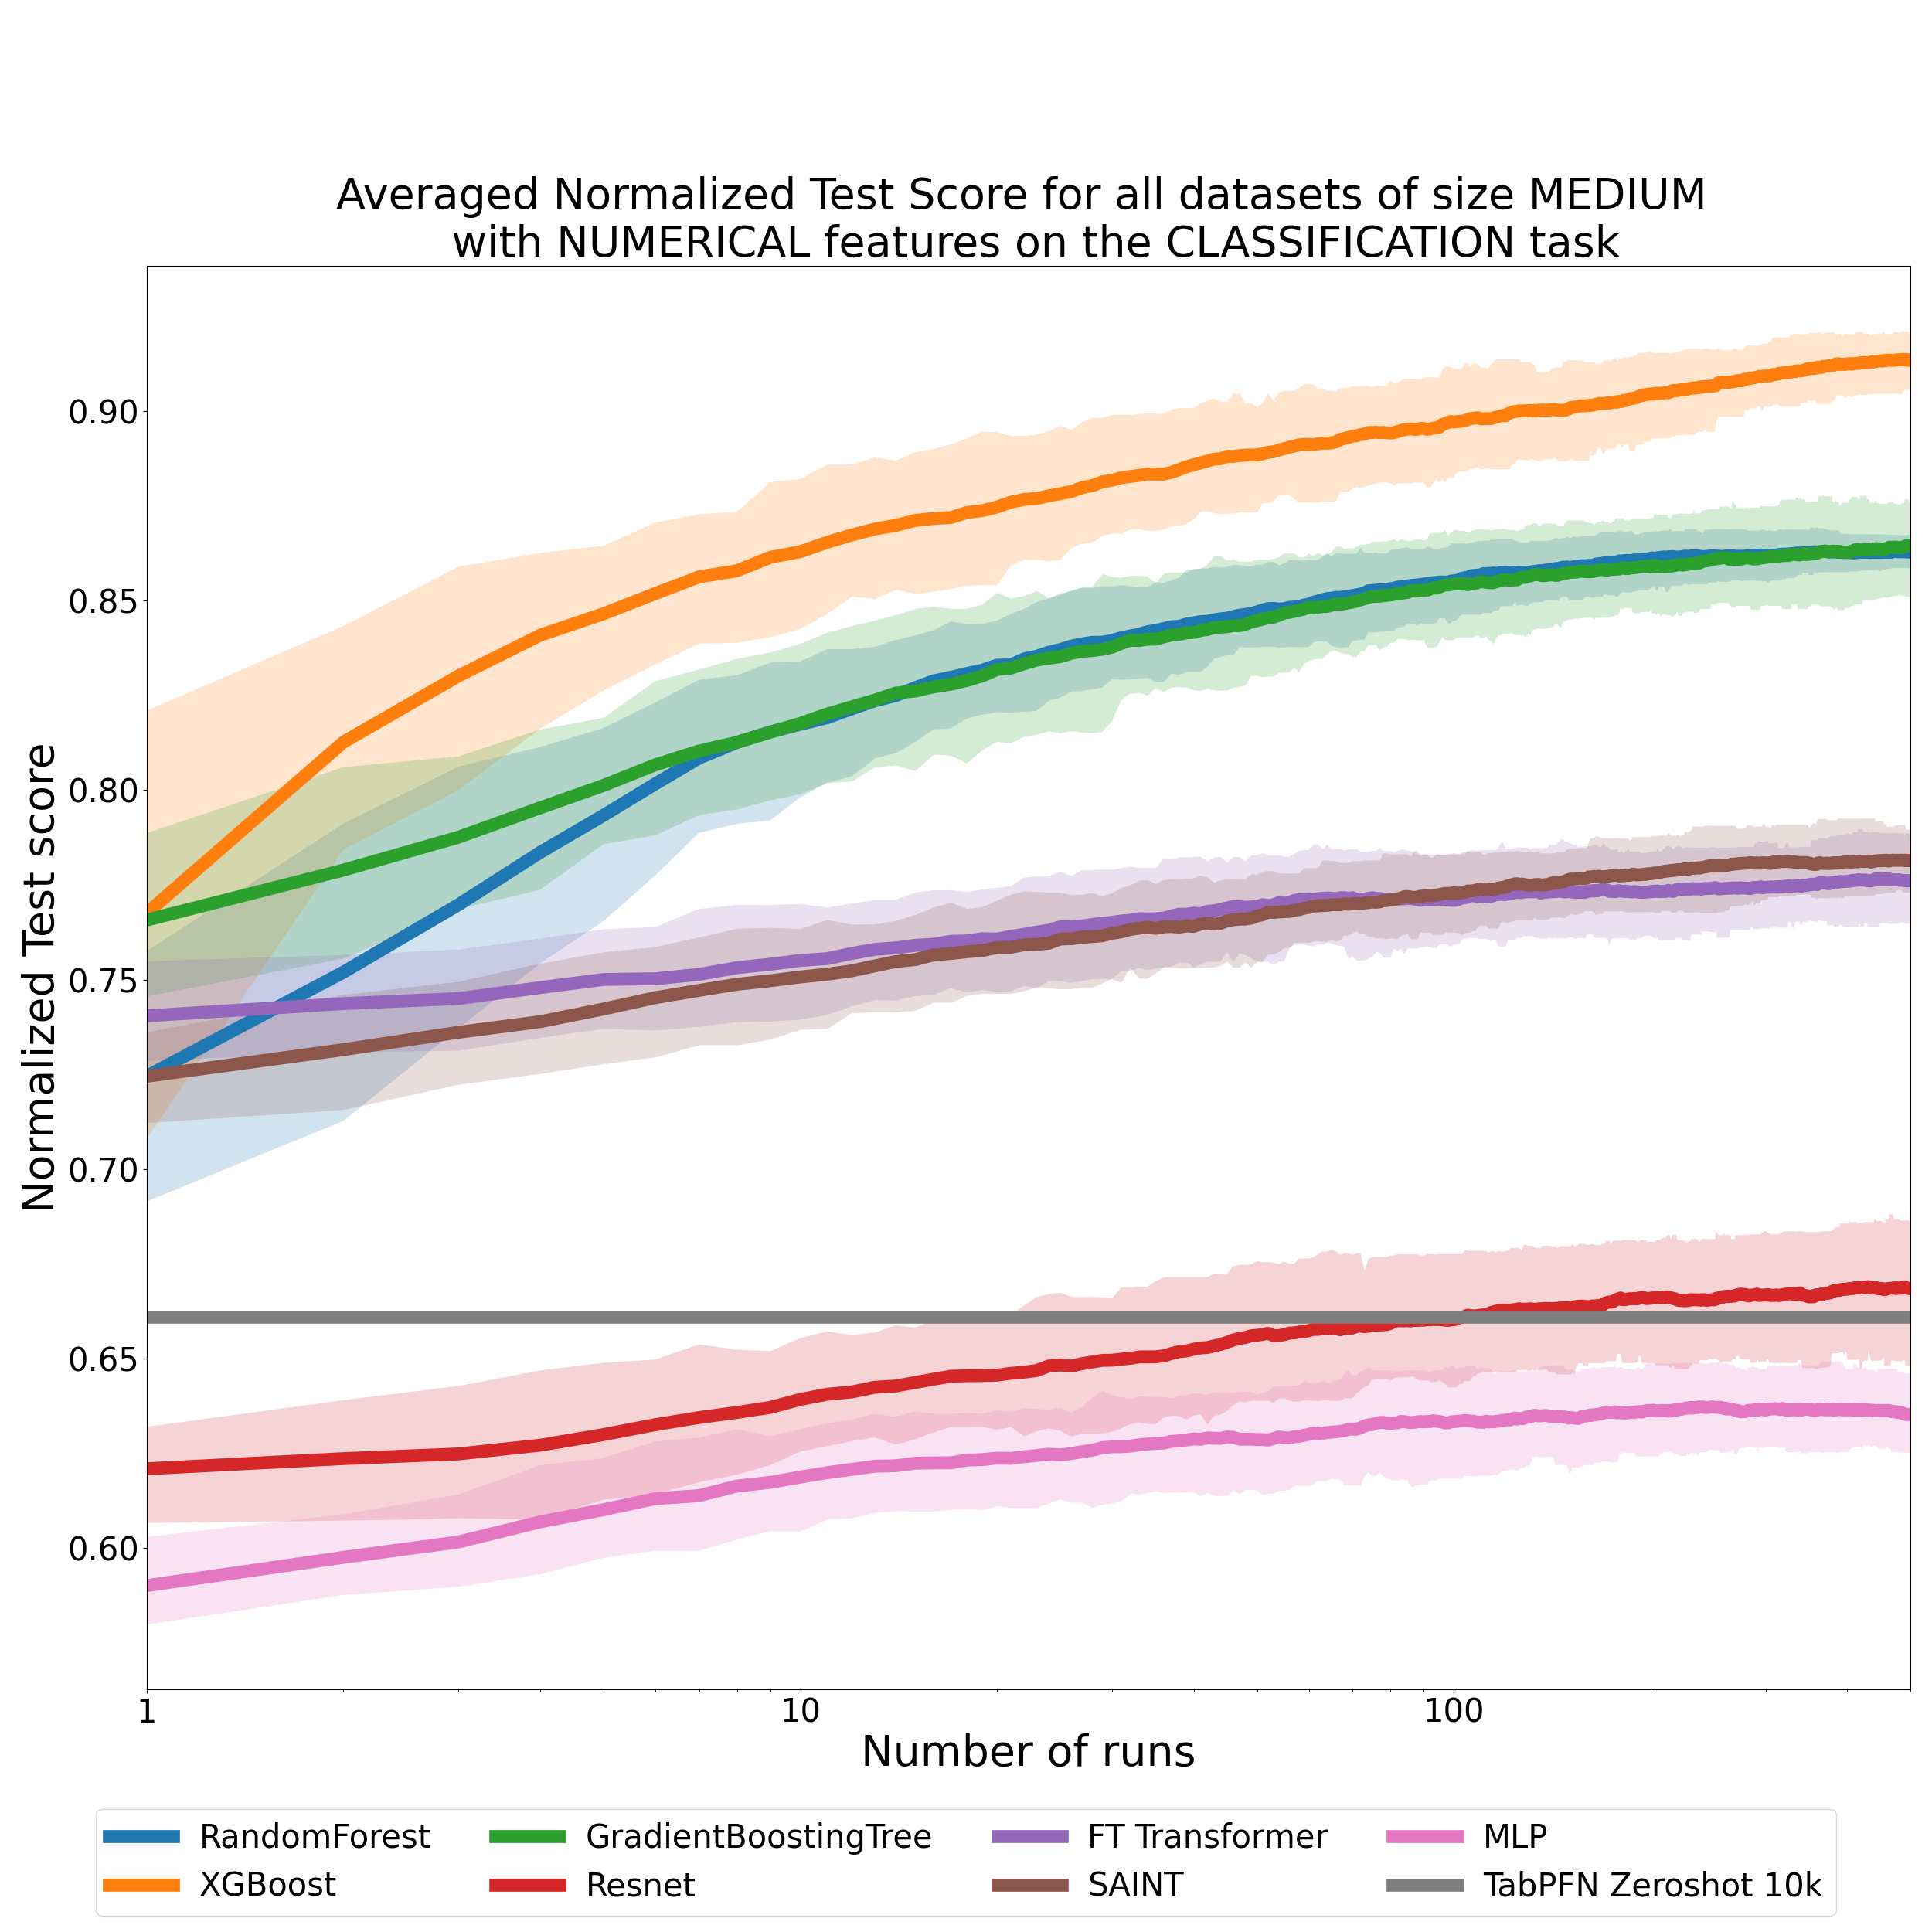 Averaged Normalized Test Score for all datasets of size MEDIUM
with NUMERICAL features on the CLASSIFICATION task
Normalized Test score
0.90
0.85
0.80
0.75
0.70
0.65
0.60
1
10
100
Number of runs
RandomForest
XGBoost
GradientBoostingTree
Resnet
FT Transformer
SAINT
MLP
TabPFN Zeroshot 10k